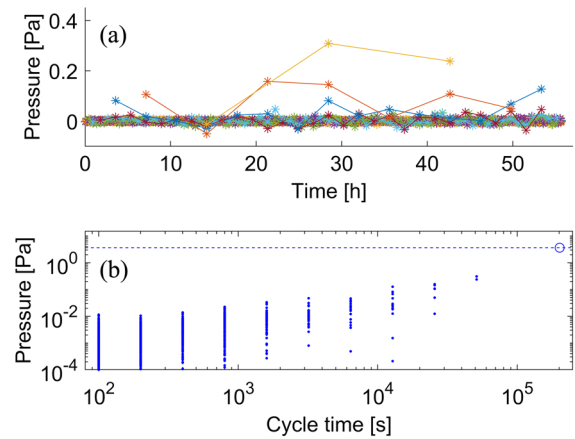 (a)
Pressure [Pa]
0.4
0.2
0
0 10 20 30 40 50
Time [h]
(b)
Pressure [Pa]
10^0
10^-2
10^-4
10^2 10^3 10^4 10^5
Cycle time [s]